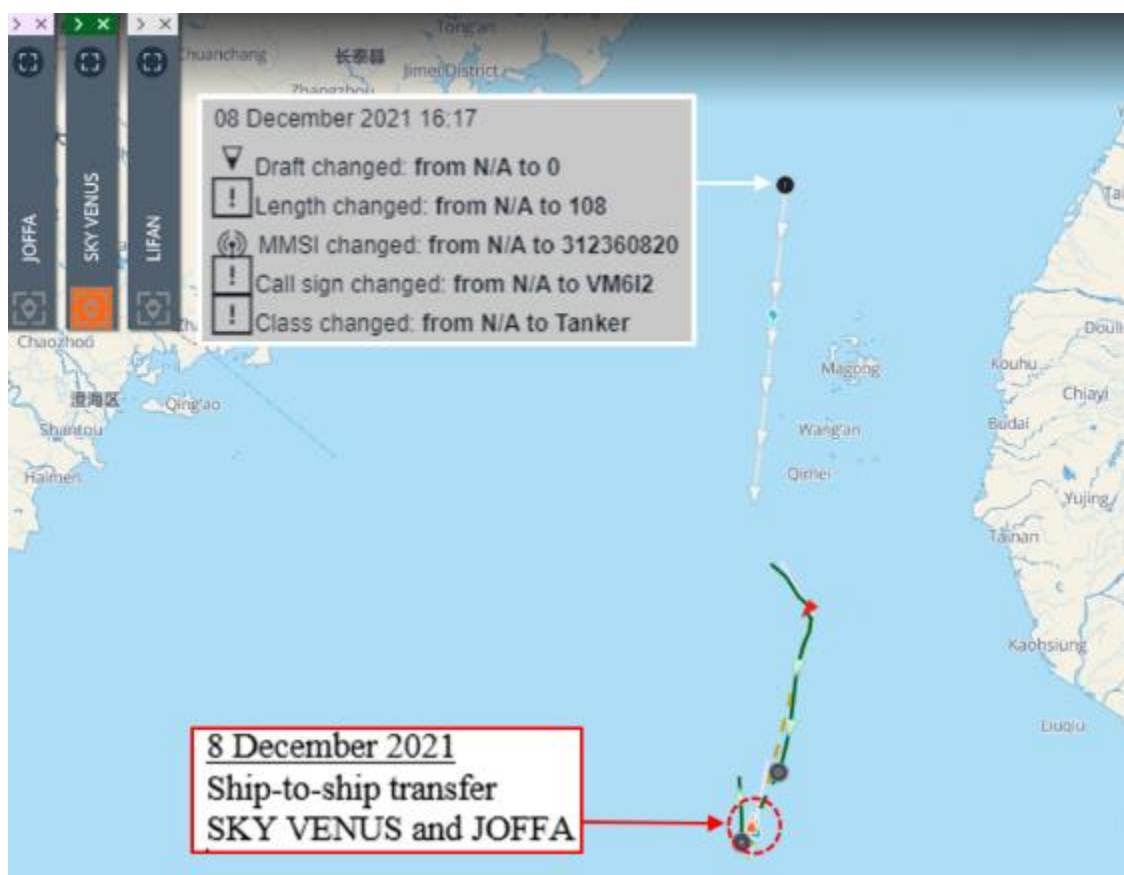 > × > × > ×
JOFFA
SKY VENUS
LIFAN
Tong'an
Chuanchang
长泰县
Jimei District
Zhangzhou
08 December 2021 16:17
Draft changed: from N/A to 0
! Length changed: from N/A to 108
MMSI changed: from N/A to 312360820
! Call sign changed: from N/A to VM6I2
! Class changed: from N/A to Tanker
Chaozhou
澄海区
Qing'ao
Shantou
Haimen
Magong
Kouhu
Chiayi
Wang'an
Budai
Qimei
Yujing
Tainan
Kaohsiung
Liuqiu
8 December 2021
Ship-to-ship transfer
SKY VENUS and JOFFA